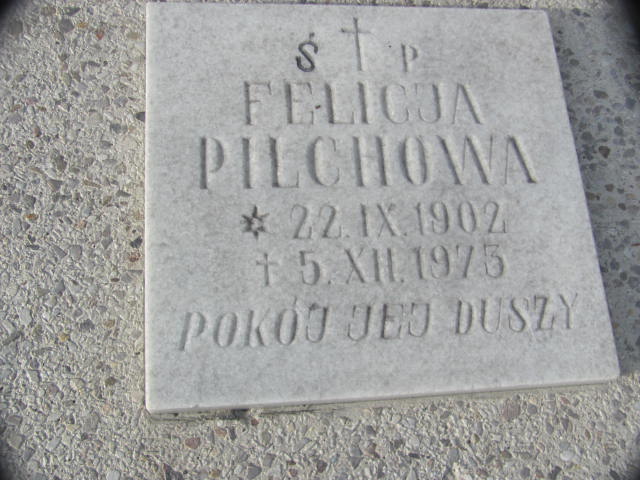 Ś P
FELICJA
PILCHOWA
* 22.IX.1902
† 5.XII.1973
POKÓJ JEJ DUSZY